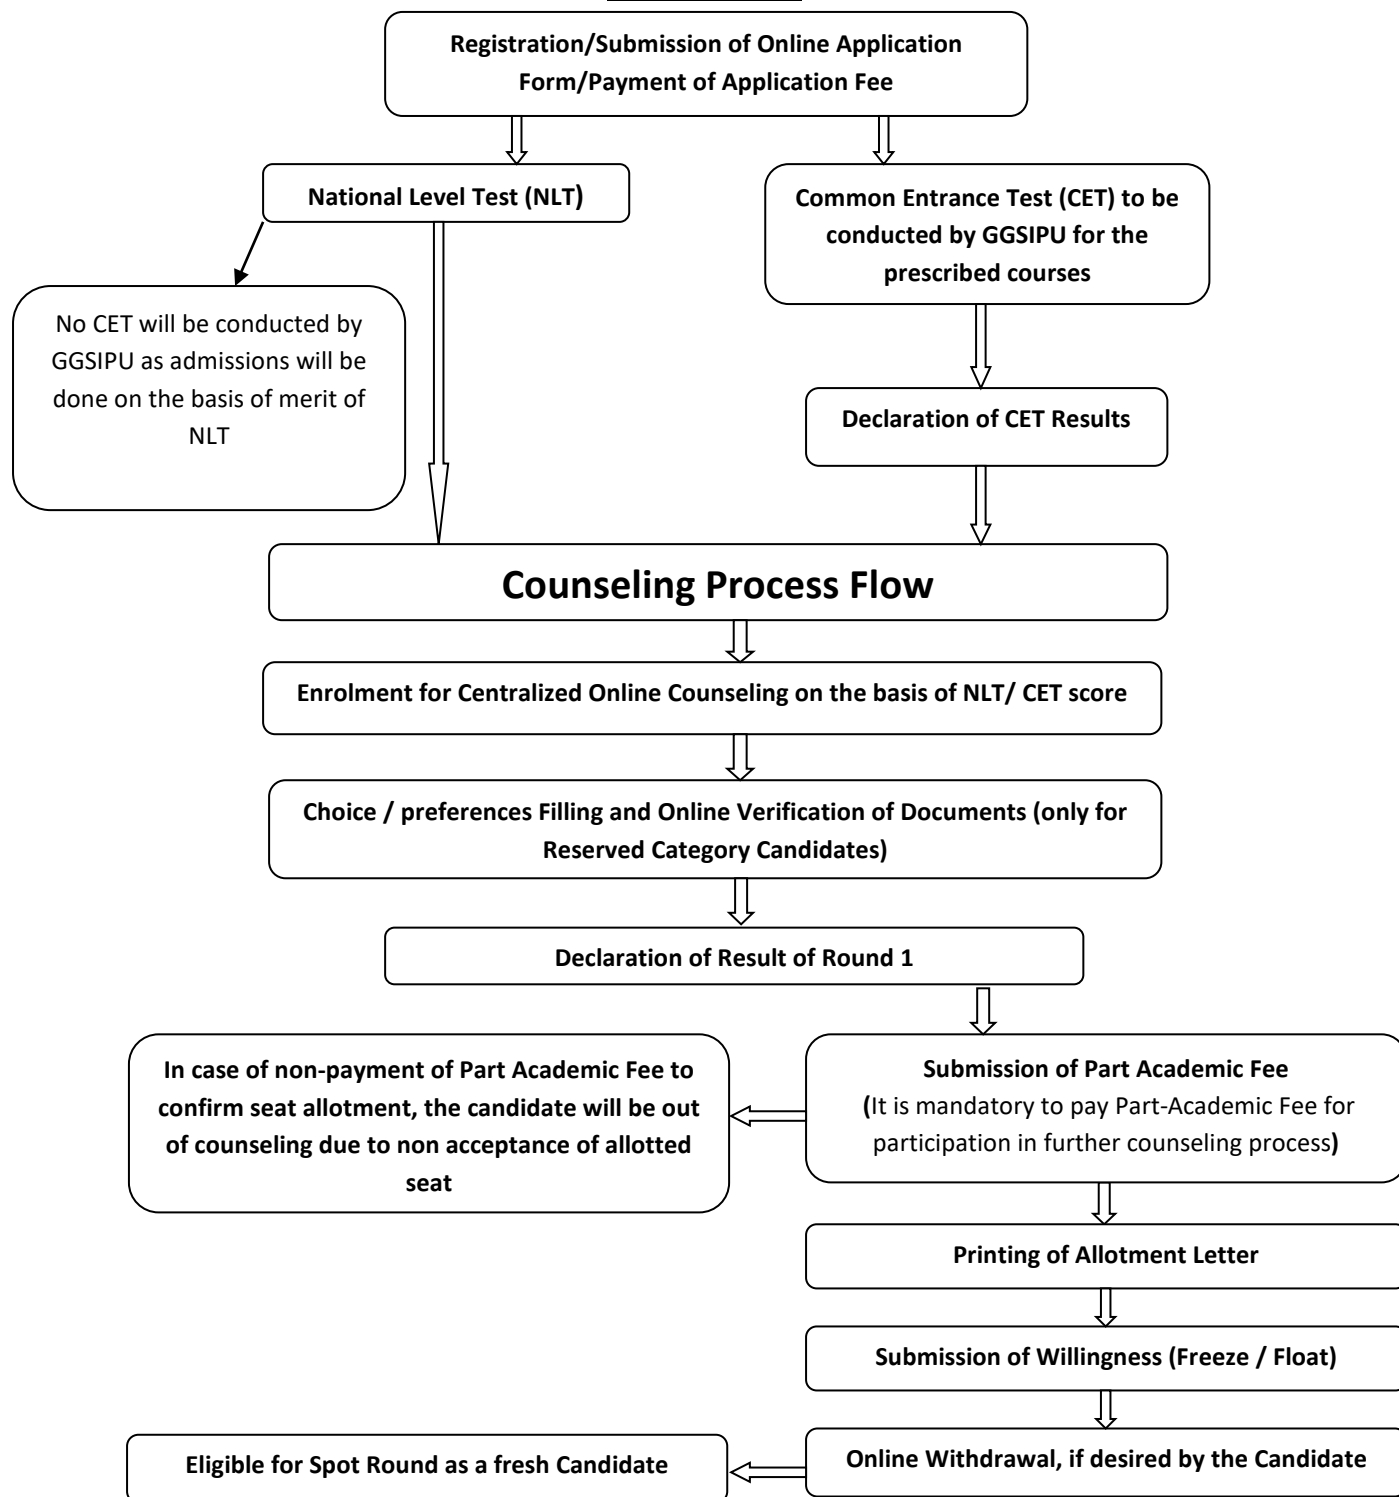 Registration/Submission of Online Application
Form/Payment of Application Fee
National Level Test (NLT)
Common Entrance Test (CET) to be
conducted by GGSIPU for the
prescribed courses
No CET will be conducted by
GGSIPU as admissions will be
done on the basis of merit of
NLT
Declaration of CET Results
Counseling Process Flow
Enrolment for Centralized Online Counseling on the basis of NLT/ CET score
Choice / preferences Filling and Online Verification of Documents (only for
Reserved Category Candidates)
Declaration of Result of Round 1
In case of non-payment of Part Academic Fee to
confirm seat allotment, the candidate will be out
of counseling due to non acceptance of allotted
seat
Submission of Part Academic Fee
(It is mandatory to pay Part-Academic Fee for
participation in further counseling process)
Printing of Allotment Letter
Submission of Willingness (Freeze / Float)
Online Withdrawal, if desired by the Candidate
Eligible for Spot Round as a fresh Candidate